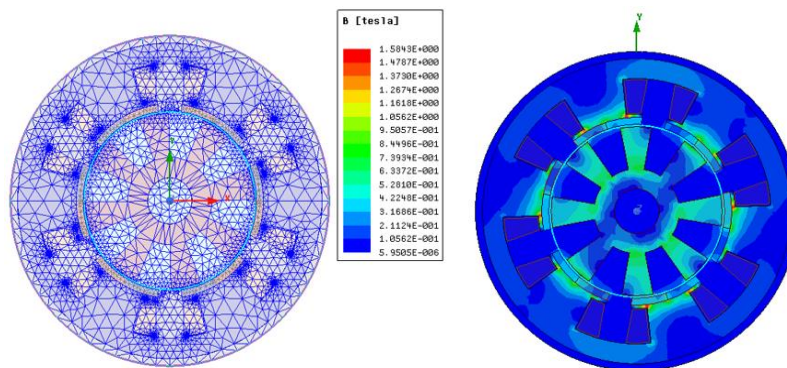 B [tesla]
1.5843E+000
1.4787E+000
1.3730E+000
1.2674E+000
1.1618E+000
1.0562E+000
9.5057E-001
8.4496E-001
7.3934E-001
6.3372E-001
5.2810E-001
4.2248E-001
3.1686E-001
2.1124E-001
1.0562E-001
5.9505E-006
X
Y
Z